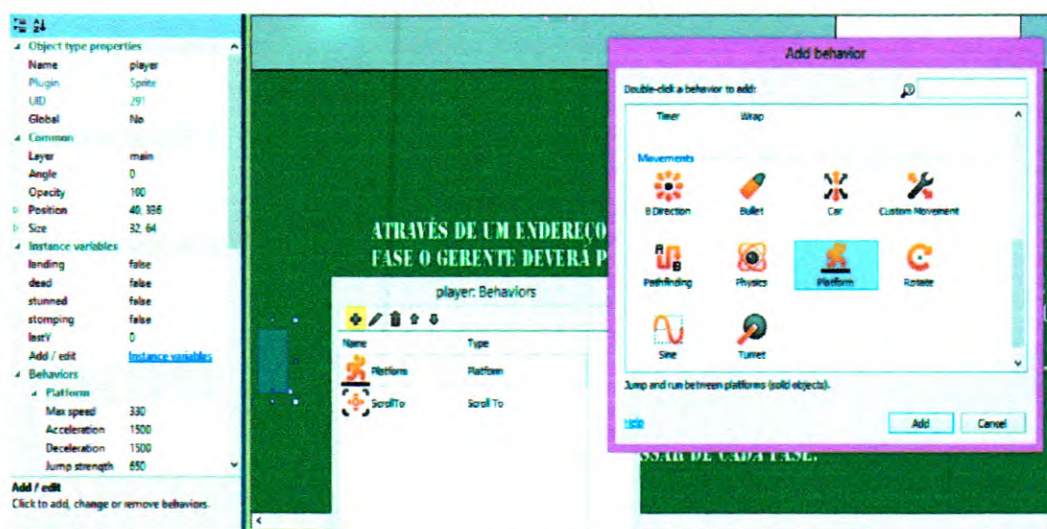 Object type properties
Name player
Plugin Sprite
UID 291
Global No
Common
Layer main
Angle 0
Opacity 100
Position 40, 336
Size 32, 64
Instance variables
landing false
dead false
stunned false
stomping false
lastY 0
Add / edit Instance variables
Behaviors
Platform
Max speed 330
Acceleration 1500
Deceleration 1500
Jump strength 650
Add / edit
Click to add, change or remove behaviors.
ATRAVÉS DE UM ENDEREÇO
FASE O GERENTE DEVERÁ P
player: Behaviors
Name Type
Platform Platform
ScrollTo Scroll To
SSAR DE CADA FASE.
Add behavior
Double-click a behavior to add:
Timer Wrap
Movements
8 Direction Bullet Car Custom Movement
Pathfinding Physics Platform Rotate
Sine Turret
Jump and run between platforms (solid objects).
Help Add Cancel